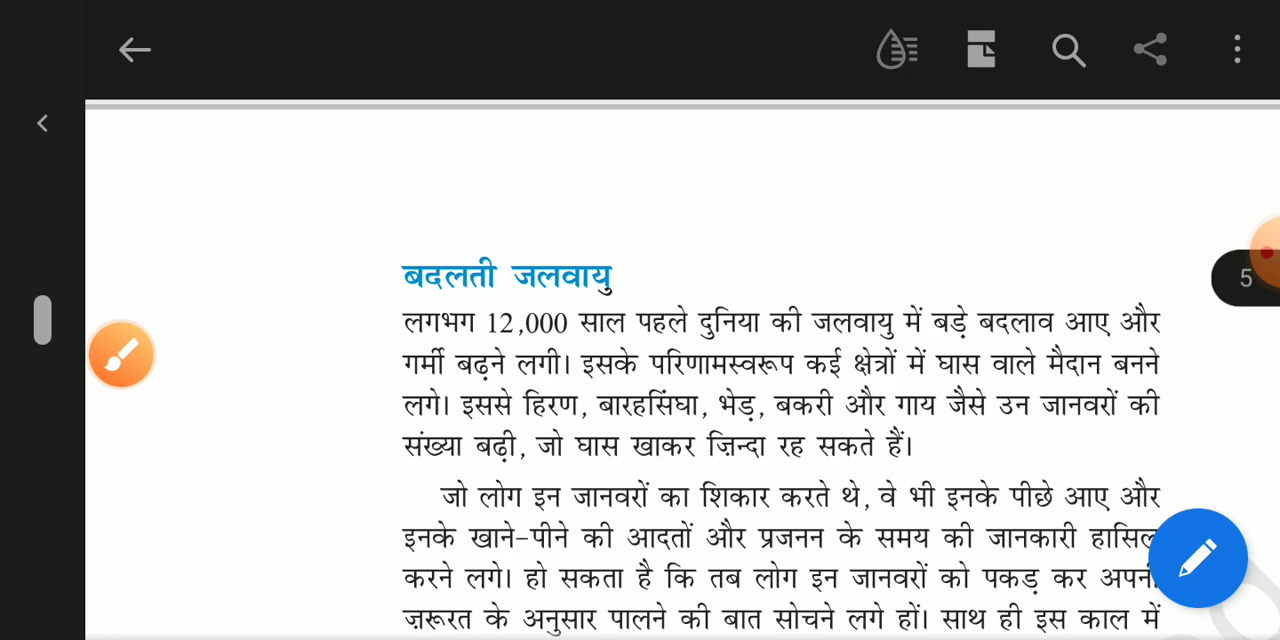 5
बदलती जलवायु
लगभग 12,000 साल पहले दुनिया की जलवायु में बड़े बदलाव आए और
गर्मी बढ़ने लगी। इसके परिणामस्वरूप कई क्षेत्रों में घास वाले मैदान बनने
लगे। इससे हिरण, बारहसिंघा, भेड़, बकरी और गाय जैसे उन जानवरों की
संख्या बढ़ी, जो घास खाकर ज़िन्दा रह सकते हैं।
जो लोग इन जानवरों का शिकार करते थे, वे भी इनके पीछे आए और
इनके खाने-पीने की आदतों और प्रजनन के समय की जानकारी हासिल
करने लगे। हो सकता है कि तब लोग इन जानवरों को पकड़ कर अपनी
ज़रूरत के अनुसार पालने की बात सोचने लगे हों। साथ ही इस काल में